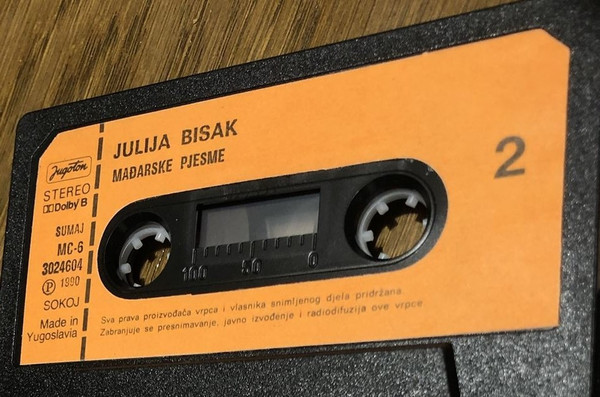 Jugoton
STEREO
Dolby B
SUMAJ
MC-6
3024604
Ⓟ 1990
SOKOJ
Made in
Yugoslavia
JULIJA BISAK
MAĐARSKE PJESME
2
100 50 0
Sva prava proizvođača vrpca i vlasnika snimljenog djela pridržana.
Zabranjuje se presnimavanje, javno izvođenje i radiodifuzija ove vrpce